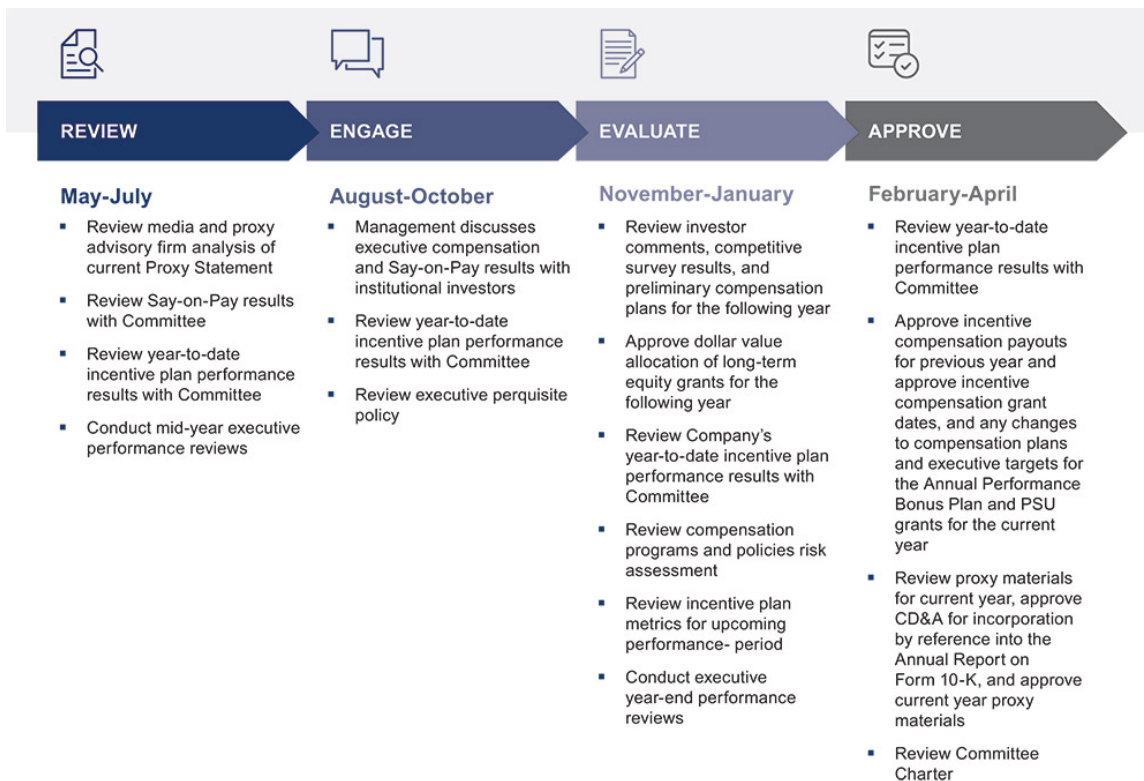 REVIEW
ENGAGE
EVALUATE
APPROVE
May-July
▪ Review media and proxy
advisory firm analysis of
current Proxy Statement
▪ Review Say-on-Pay results
with Committee
▪ Review year-to-date
incentive plan performance
results with Committee
▪ Conduct mid-year executive
performance reviews
August-October
▪ Management discusses
executive compensation
and Say-on-Pay results with
institutional investors
▪ Review year-to-date
incentive plan performance
results with Committee
▪ Review executive perquisite
policy
November-January
▪ Review investor
comments, competitive
survey results, and
preliminary compensation
plans for the following year
▪ Approve dollar value
allocation of long-term
equity grants for the
following year
▪ Review Company's
year-to-date incentive plan
performance results with
Committee
▪ Review compensation
programs and policies risk
assessment
▪ Review incentive plan
metrics for upcoming
performance- period
▪ Conduct executive
year-end performance
reviews
February-April
▪ Review year-to-date
incentive plan
performance results with
Committee
▪ Approve incentive
compensation payouts
for previous year and
approve incentive
compensation grant
dates, and any changes
to compensation plans
and executive targets for
the Annual Performance
Bonus Plan and PSU
grants for the current
year
▪ Review proxy materials
for current year, approve
CD&A for incorporation
by reference into the
Annual Report on
Form 10-K, and approve
current year proxy
materials
▪ Review Committee
Charter